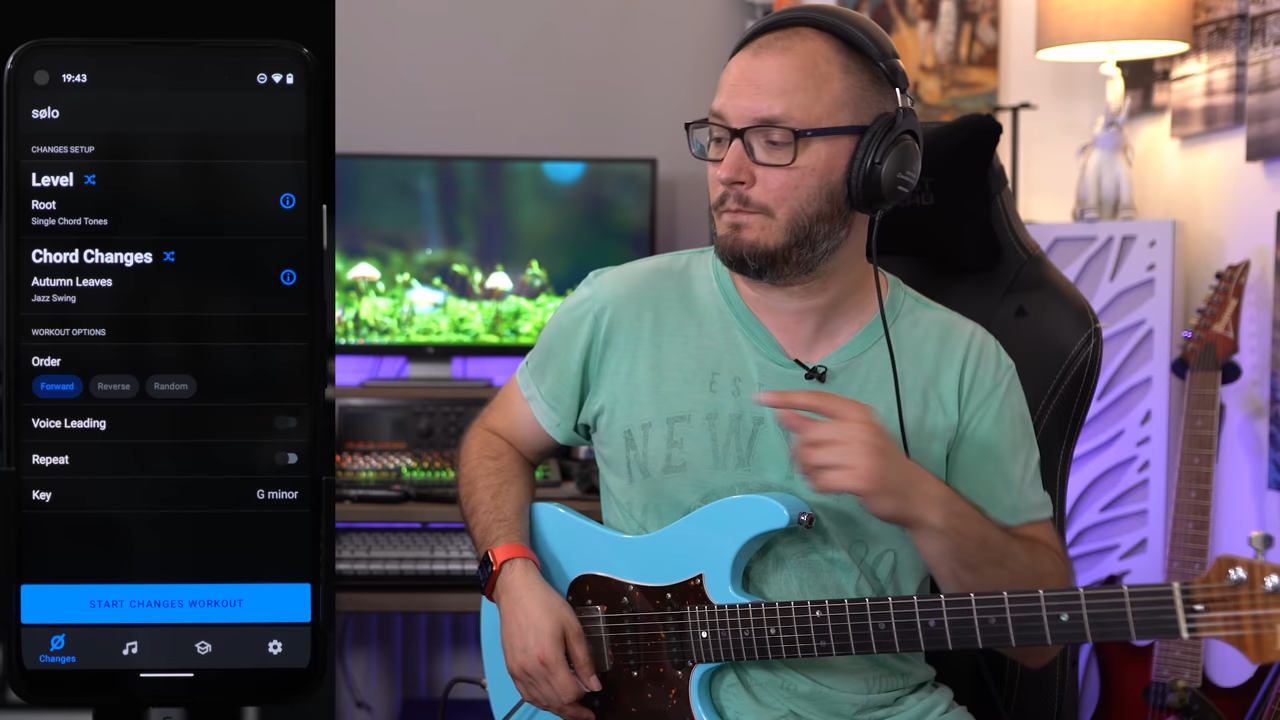 19:43
sølo
CHANGES SETUP
Level
Root
Single Chord Tones
Chord Changes
Autumn Leaves
Jazz Swing
WORKOUT OPTIONS
Order
Forward Reverse Random
Voice Leading
Repeat
Key G minor
START CHANGES WORKOUT
Changes
EST
NEW